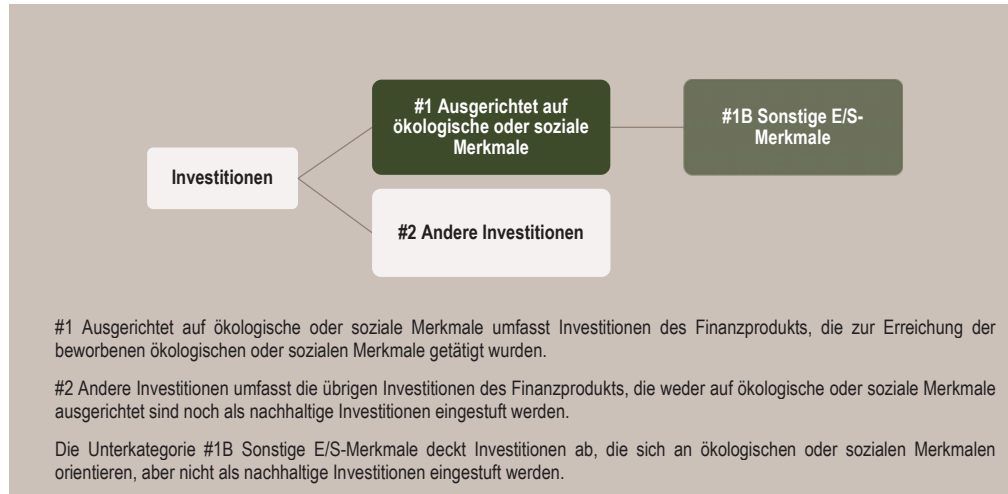 #1 Ausgerichtet auf
ökologische oder soziale
Merkmale
#1B Sonstige E/S-
Merkmale
Investitionen
#2 Andere Investitionen
#1 Ausgerichtet auf ökologische oder soziale Merkmale umfasst Investitionen des Finanzprodukts, die zur Erreichung der
beworbenen ökologischen oder sozialen Merkmale getätigt wurden.
#2 Andere Investitionen umfasst die übrigen Investitionen des Finanzprodukts, die weder auf ökologische oder soziale Merkmale
ausgerichtet sind noch als nachhaltige Investitionen eingestuft werden.
Die Unterkategorie #1B Sonstige E/S-Merkmale deckt Investitionen ab, die sich an ökologischen oder sozialen Merkmalen
orientieren, aber nicht als nachhaltige Investitionen eingestuft werden.